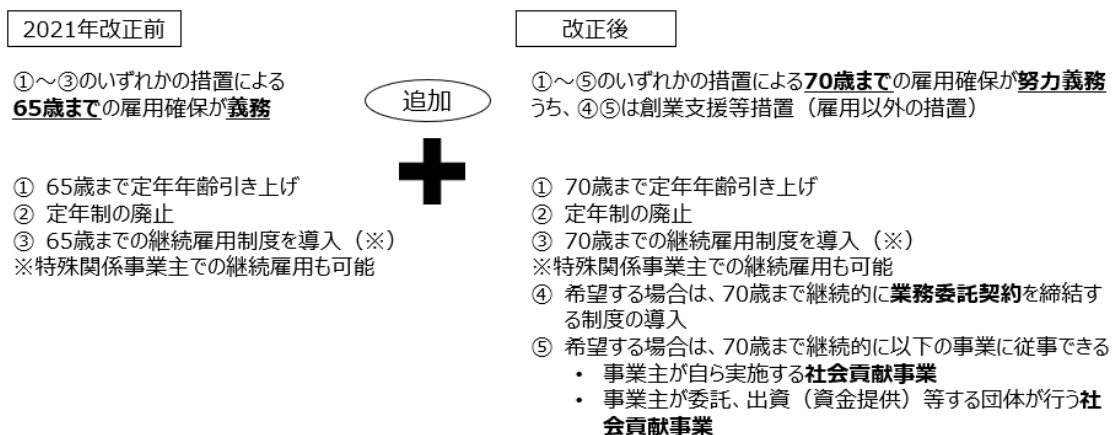 2021年改正前
①～③のいずれかの措置による
65歳までの雇用確保が義務
① 65歳まで定年年齢引き上げ
② 定年制の廃止
③ 65歳までの継続雇用制度を導入（※）
※特殊関係事業主での継続雇用も可能
追加
改正後
①～⑤のいずれかの措置による70歳までの雇用確保が努力義務
うち、④⑤は創業支援等措置（雇用以外の措置）
① 70歳まで定年年齢引き上げ
② 定年制の廃止
③ 70歳までの継続雇用制度を導入（※）
※特殊関係事業主での継続雇用も可能
④ 希望する場合は、70歳まで継続的に業務委託契約を締結す
る制度の導入
⑤ 希望する場合は、70歳まで継続的に以下の事業に従事できる
・ 事業主が自ら実施する社会貢献事業
・ 事業主が委託、出資（資金提供）等する団体が行う社
会貢献事業